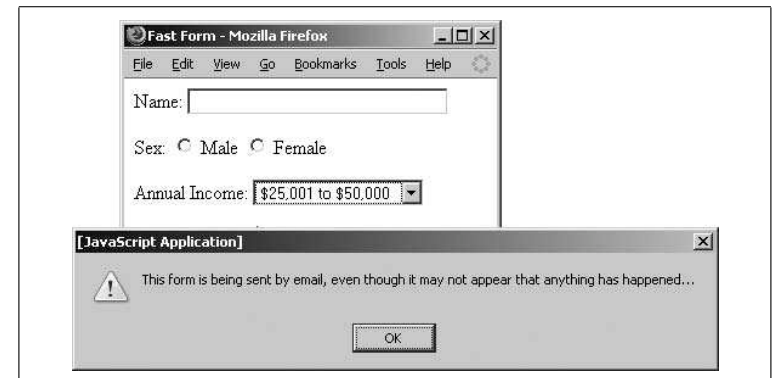 Fast Form - Mozilla Firefox
File Edit View Go Bookmarks Tools Help
Name:
Sex: Male Female
Annual Income: $25,001 to $50,000
[JavaScript Application]
This form is being sent by email, even though it may not appear that anything has happened...
OK